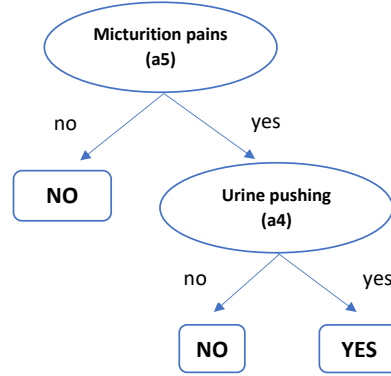 Micturition pains
(a5)
no
yes
NO
Urine pushing
(a4)
no
yes
NO
YES